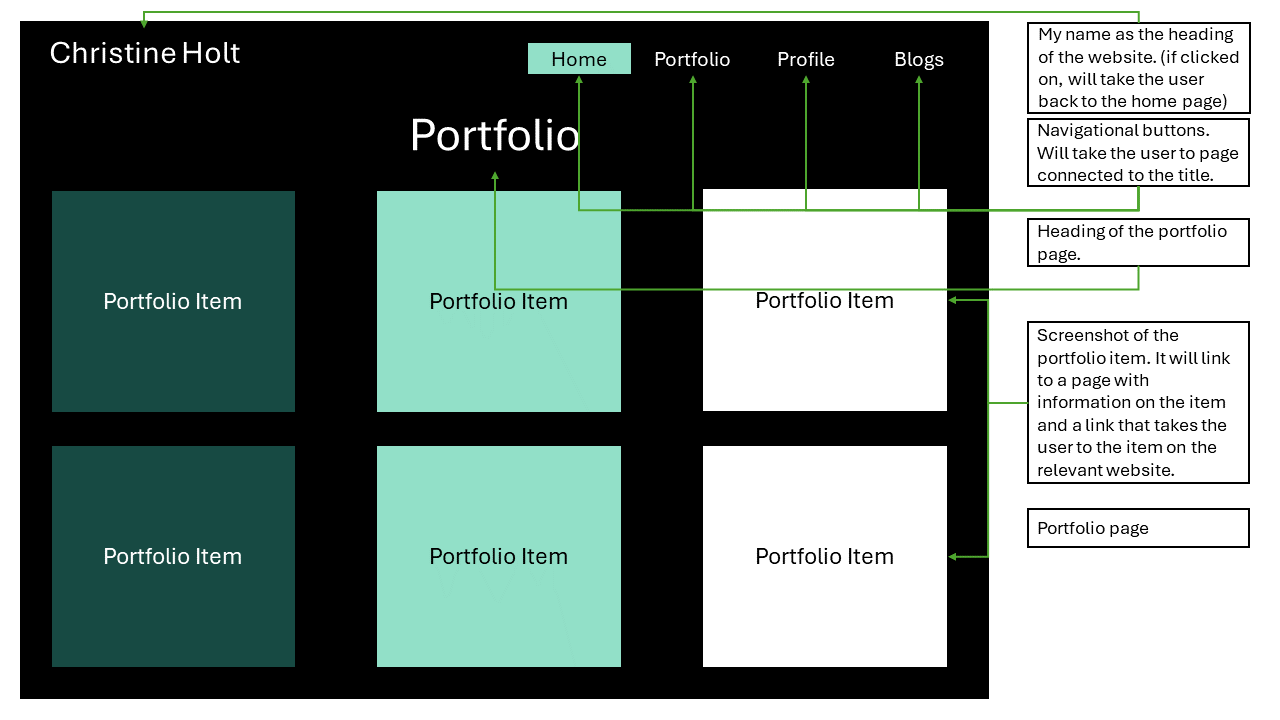 Christine Holt
Home
Portfolio
Profile
Blogs
Portfolio
Portfolio Item
Portfolio Item
Portfolio Item
Portfolio Item
Portfolio Item
Portfolio Item
My name as the heading
of the website. (if clicked
on, will take the user
back to the home page)
Navigational buttons.
Will take the user to page
connected to the title.
Heading of the portfolio
page.
Screenshot of the
portfolio item. It will link
to a page with
information on the item
and a link that takes the
user to the item on the
relevant website.
Portfolio page